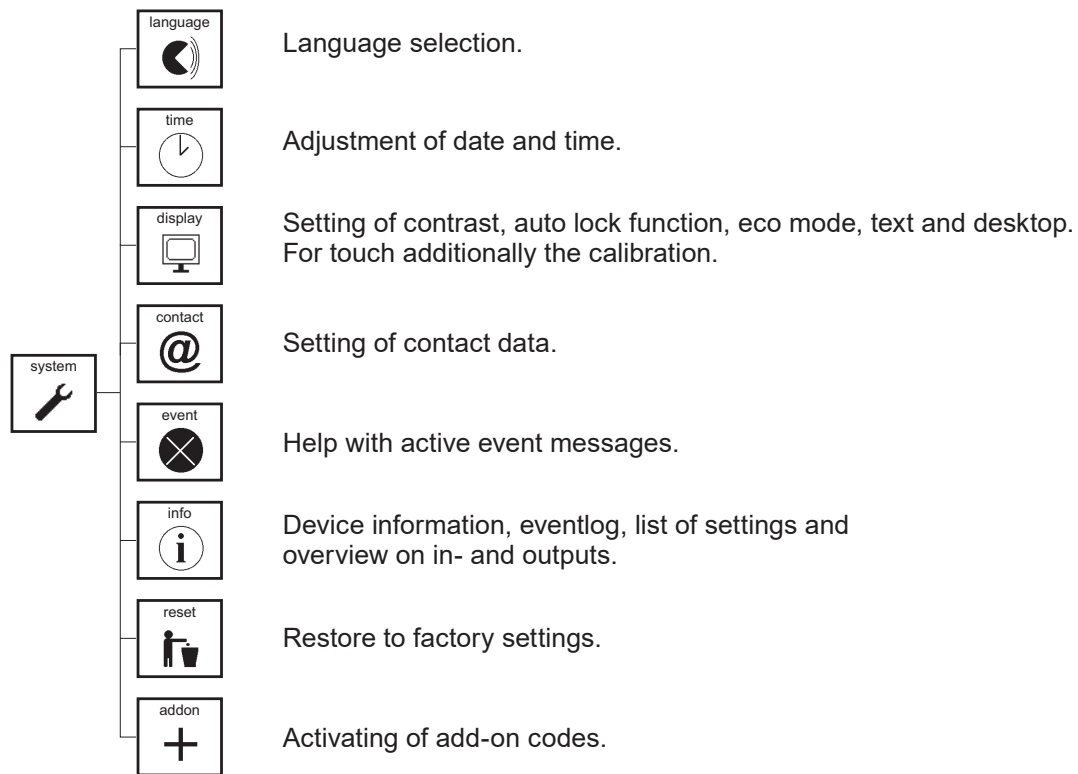 language
Language selection.
time
Adjustment of date and time.
display
Setting of contrast, auto lock function, eco mode, text and desktop.
For touch additionally the calibration.
contact
@
Setting of contact data.
system
event
Help with active event messages.
info
i
Device information, eventlog, list of settings and
overview on in- and outputs.
reset
Restore to factory settings.
addon
+
Activating of add-on codes.